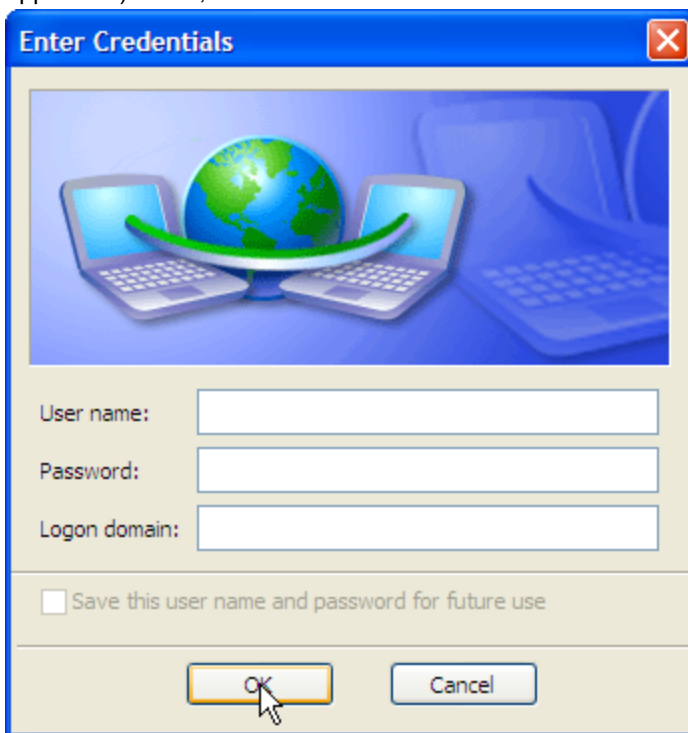 Enter Credentials
User name:
Password:
Logon domain:
Save this user name and password for future use
OK
Cancel